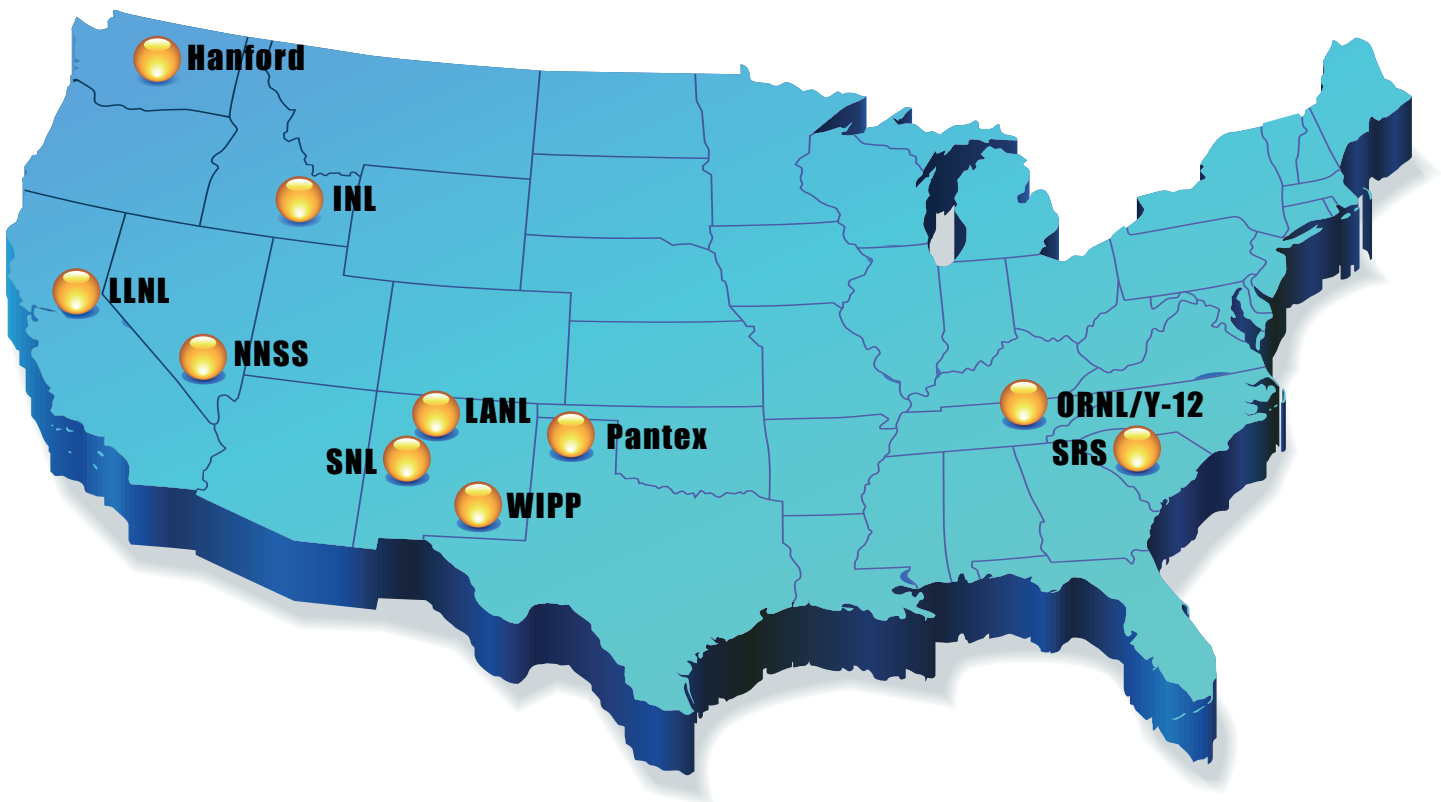 Hanford
INL
LLNL
NNSS
LANL
ORNL/Y-12
Pantex
SRS
SNL
WIPP